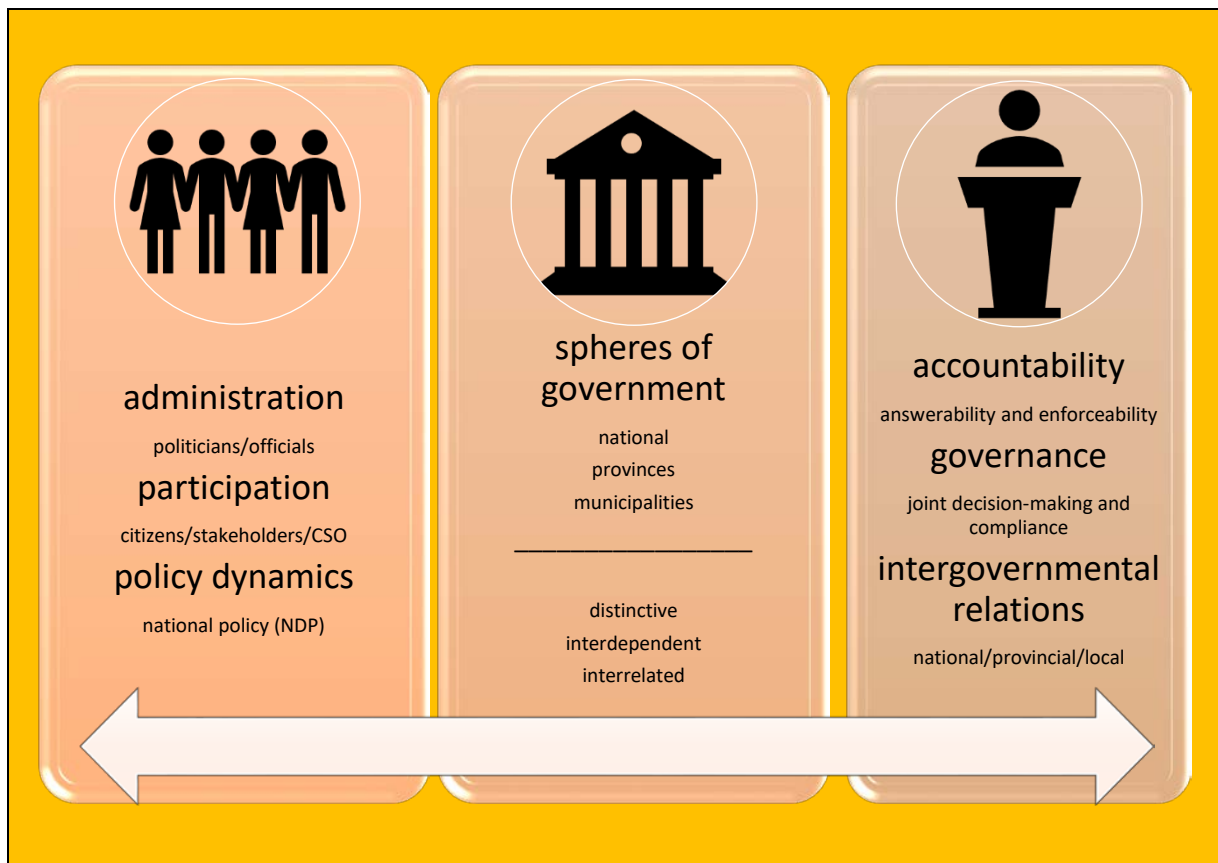 administration
politicians/officials
participation
citizens/stakeholders/CSO
policy dynamics
national policy (NDP)
spheres of
government
national
provinces
municipalities
distinctive
interdependent
interrelated
accountability
answerability and enforceability
governance
joint decision-making and
compliance
intergovernmental
relations
national/provincial/local